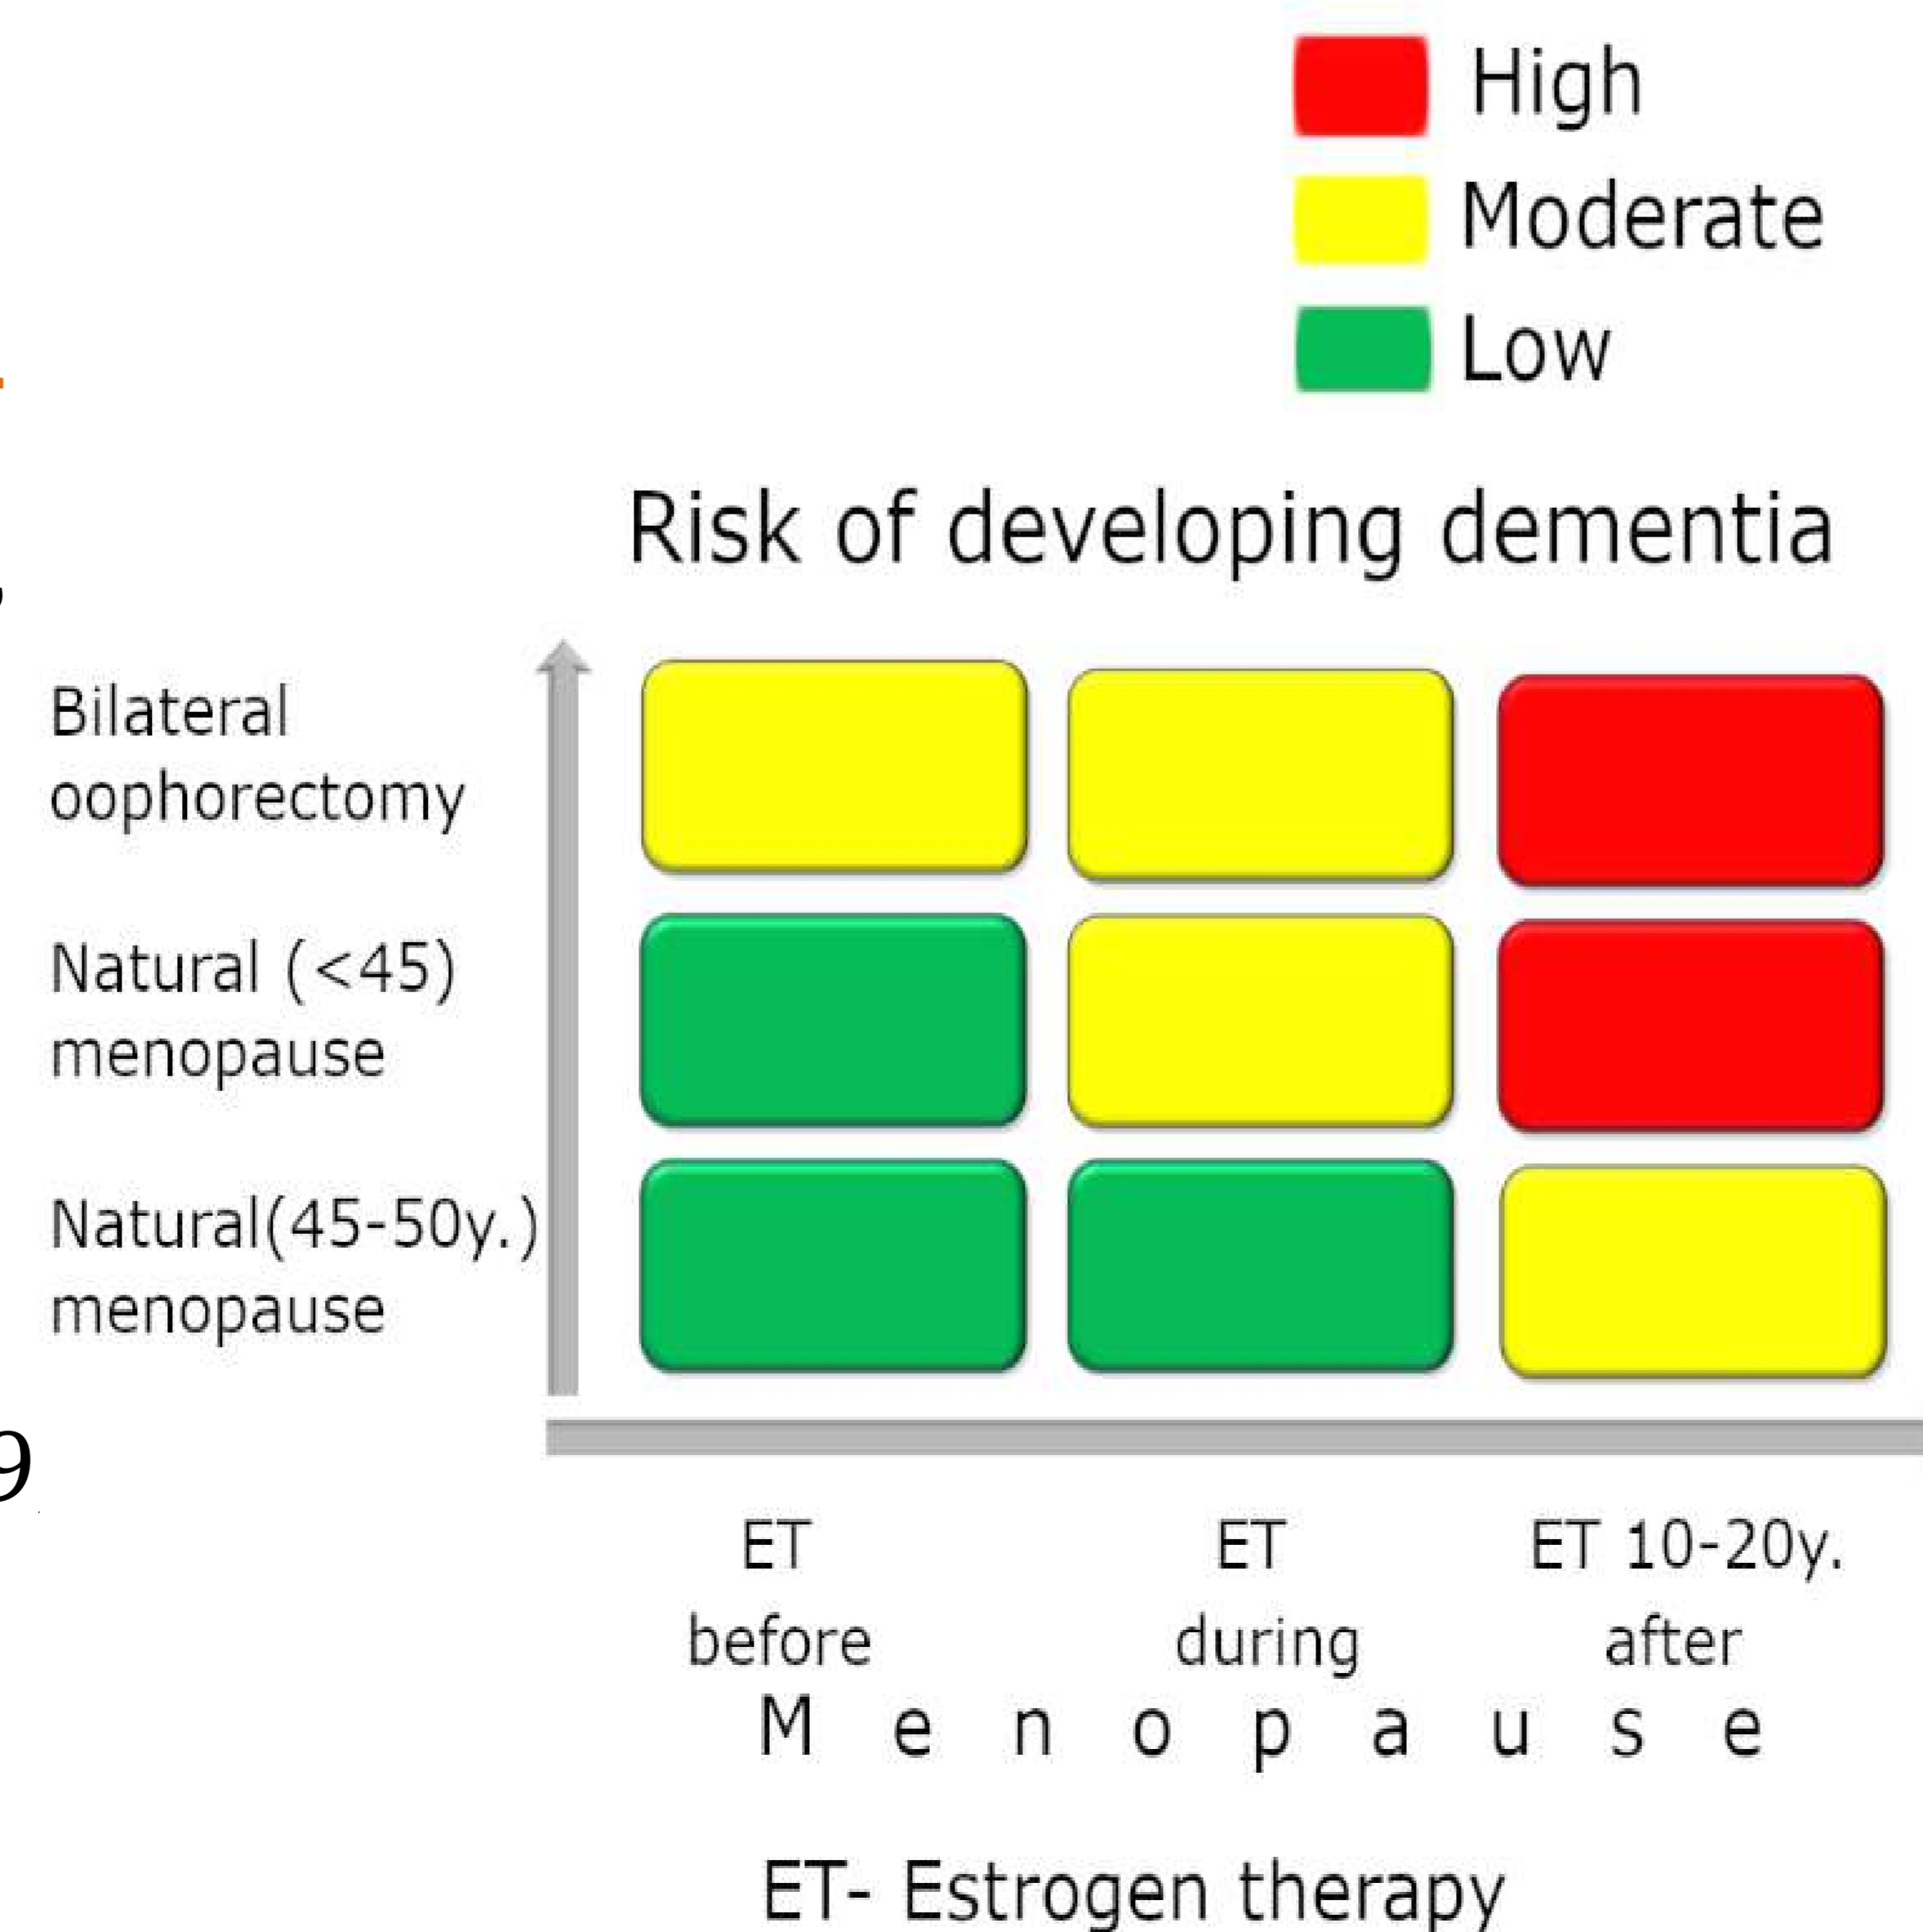 High
Moderate
Low
Risk of developing dementia
,
Bilateral
oophorectomy
Natural (<45)
menopause
Natural(45-50y.)
menopause
9
ET
before
ET
during
ET 10-20y.
after
M e n o p a u s e
ET- Estrogen therapy